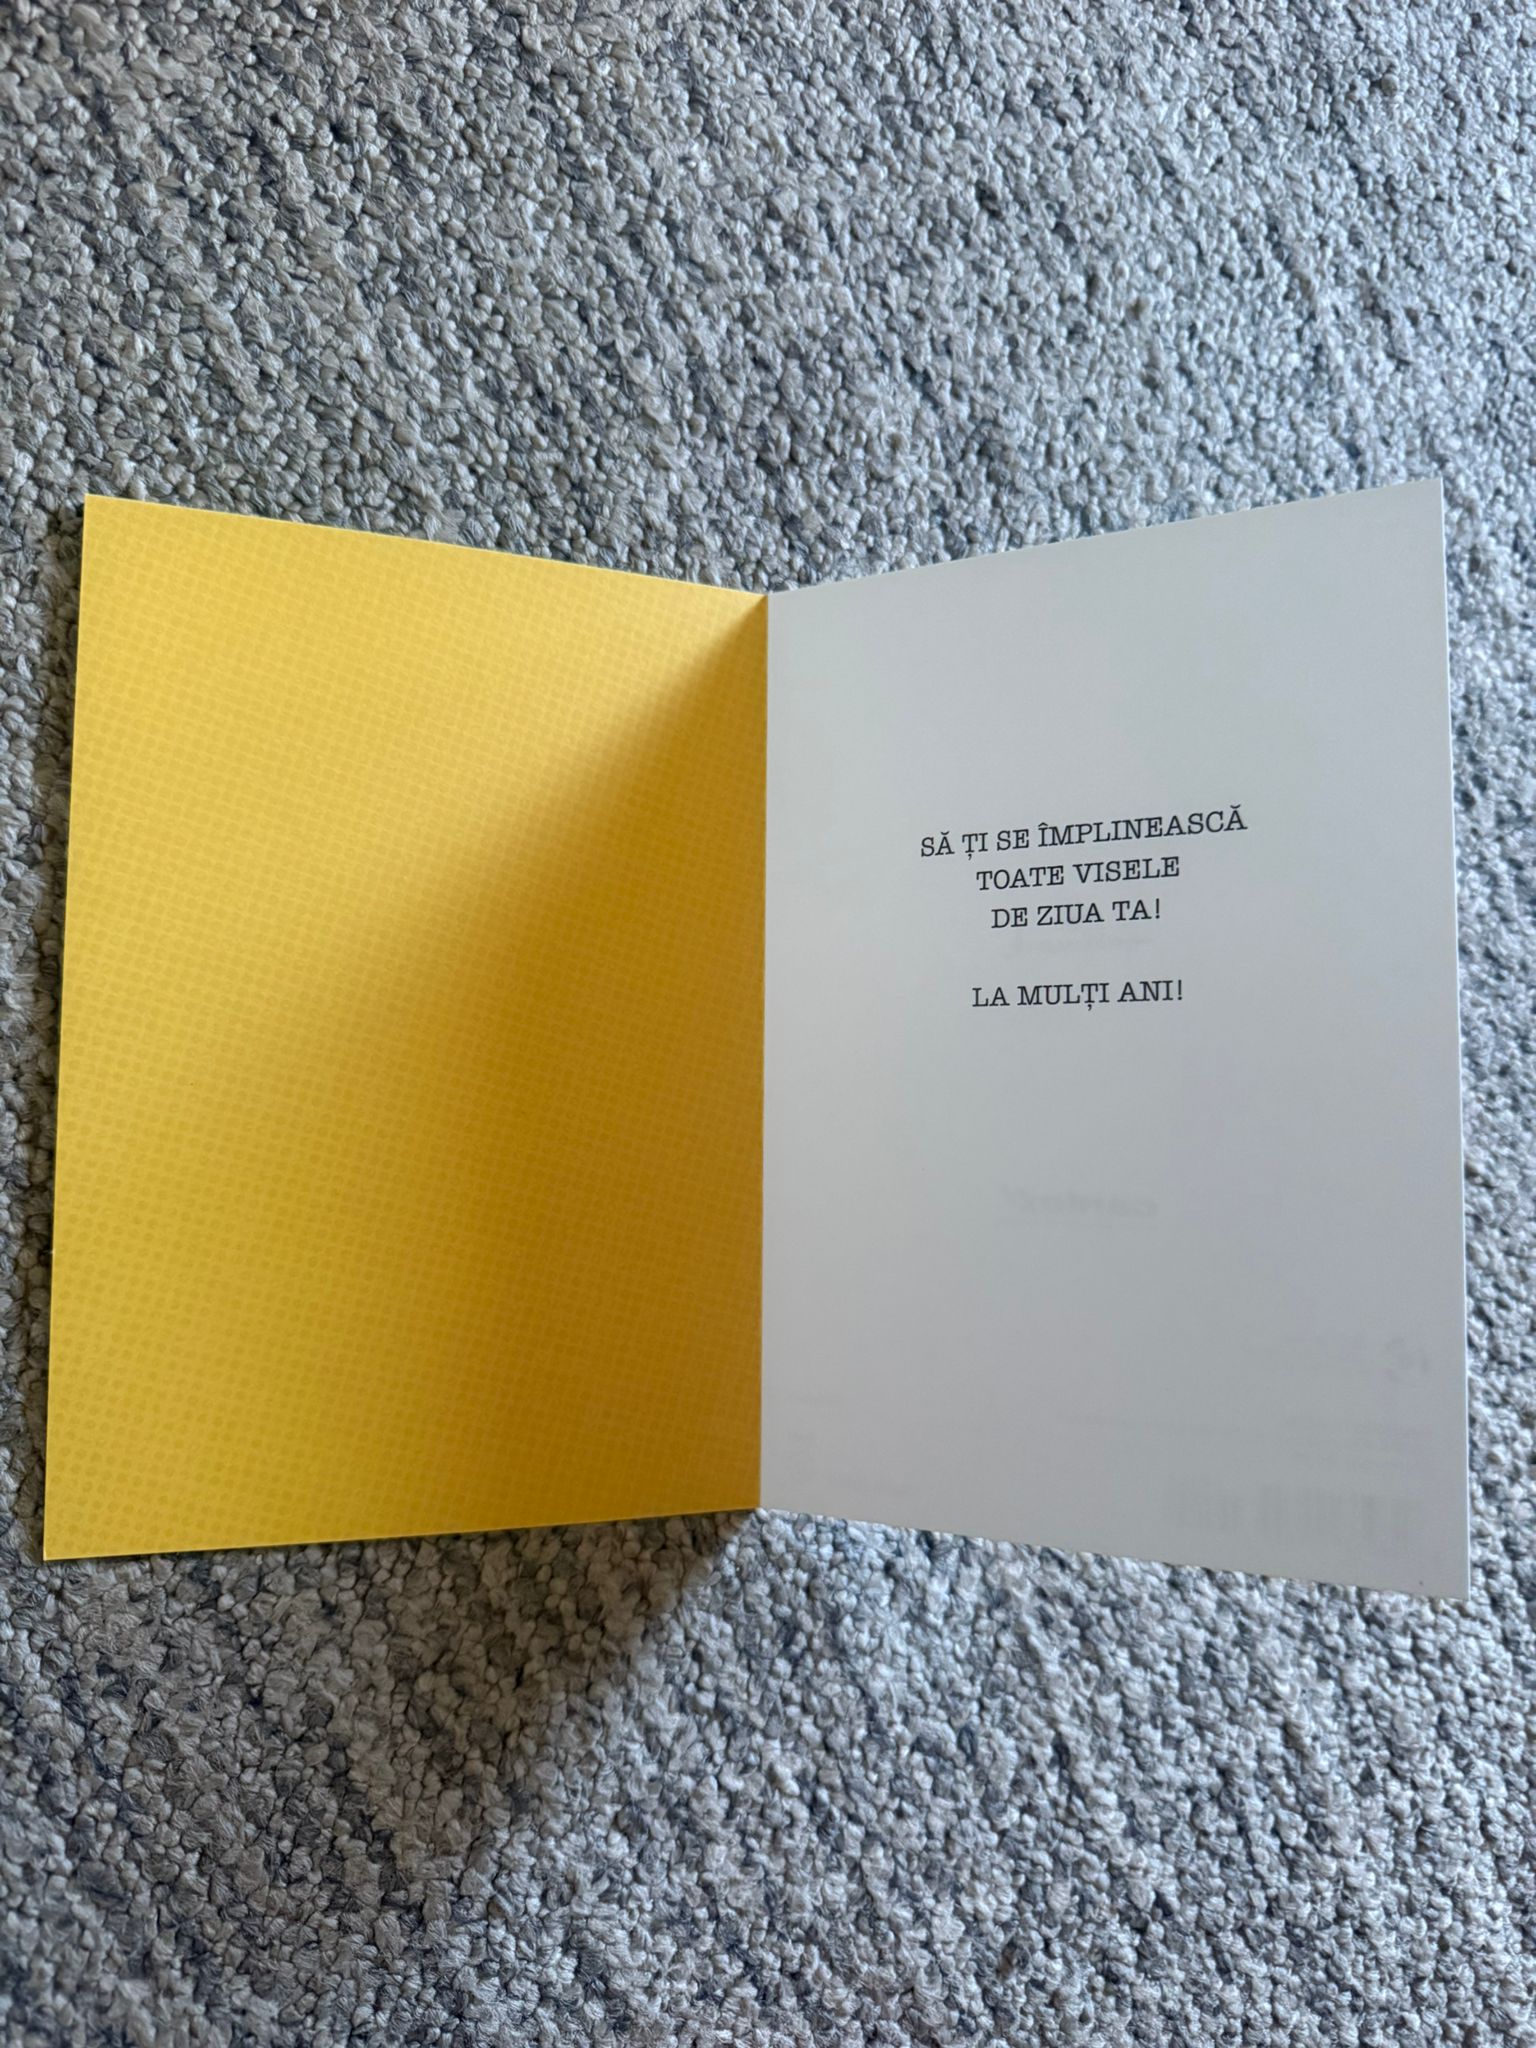 SĂ ȚI SE ÎMPLINEASCĂ
TOATE VISELE
DE ZIUA TA!
LA MULȚI ANI!